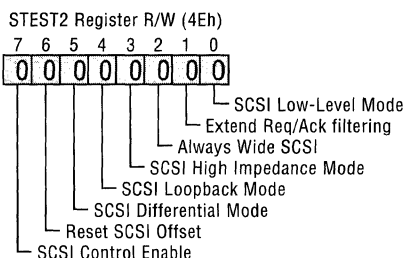 STEST2 Register R/W (4Eh)
7 6 5 4 3 2 1 0
0 0 0 0 0 0 0 0
SCSI Low-Level Mode
Extend Req/Ack filtering
Always Wide SCSI
SCSI High Impedance Mode
SCSI Loopback Mode
SCSI Differential Mode
Reset SCSI Offset
SCSI Control Enable